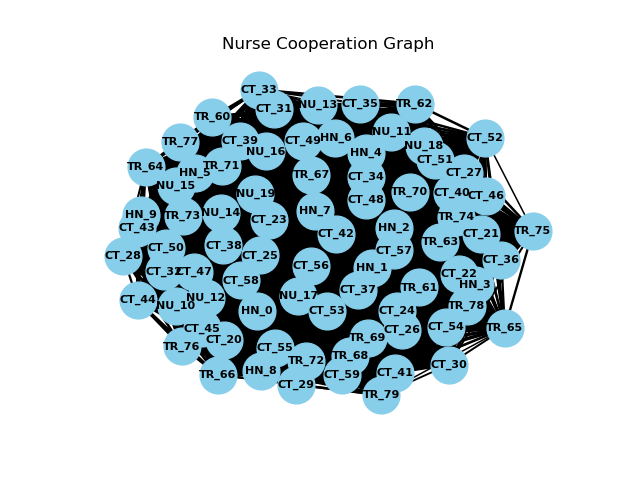 Nurse Cooperation Graph
CT_33
CT_31
NU_13
CT_35
TR_62
TR_60
CT_52
TR_77
CT_39
NU_16
CT_49
HN_6
NU_11
HN_4
NU_18
CT_51
TR_64
HN_5
TR_71
NU_15
TR_67
CT_34
CT_27
NU_19
CT_48
TR_70
CT_40
CT_46
HN_9
TR_73
NU_14
CT_23
HN_7
TR_74
CT_43
CT_42
HN_2
CT_21
TR_75
CT_50
CT_38
TR_63
CT_28
CT_25
CT_57
CT_36
CT_32
CT_47
CT_56
HN_1
CT_22
CT_58
HN_3
CT_44
NU_10
NU_12
NU_17
CT_37
TR_61
TR_78
HN_0
CT_53
CT_24
CT_45
CT_26
CT_54
TR_65
TR_76
CT_20
CT_55
TR_69
TR_72
TR_68
CT_30
TR_66
HN_8
CT_59
CT_41
CT_29
TR_79